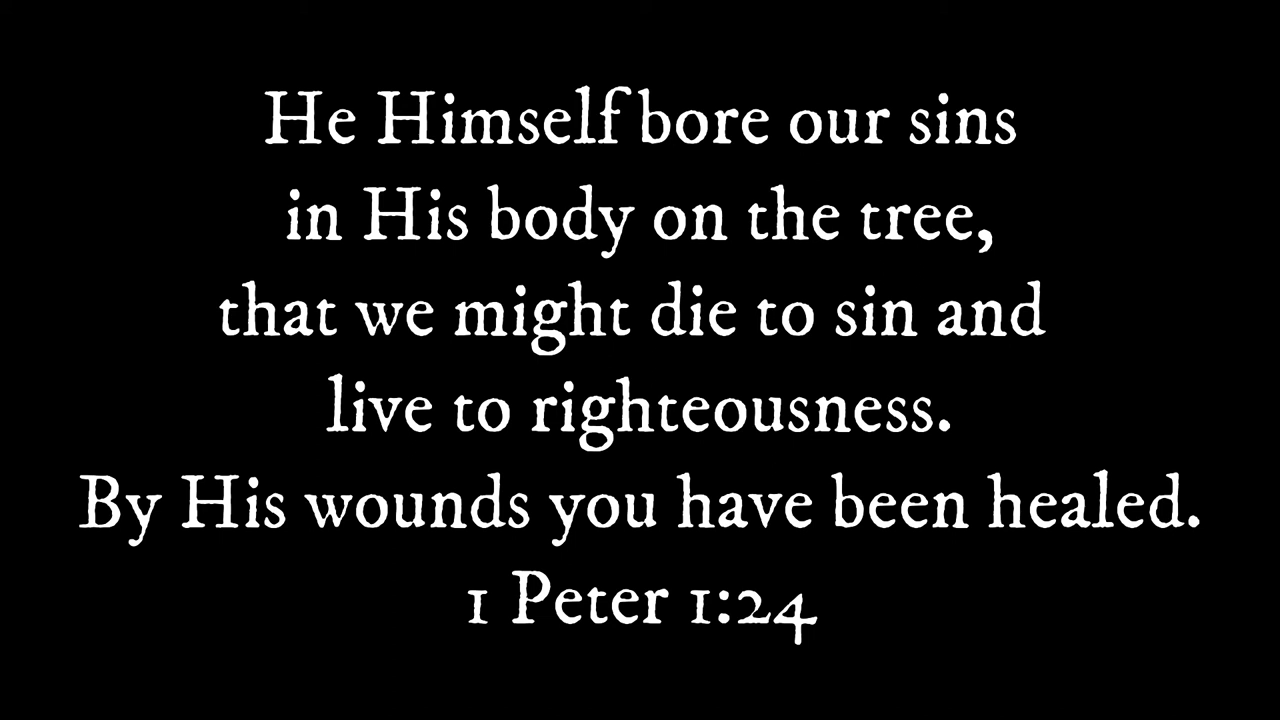 He Himself bore our sins
in His body on the tree,
that we might die to sin and
live to righteousness.
By His wounds you have been healed.
1 Peter 1:24